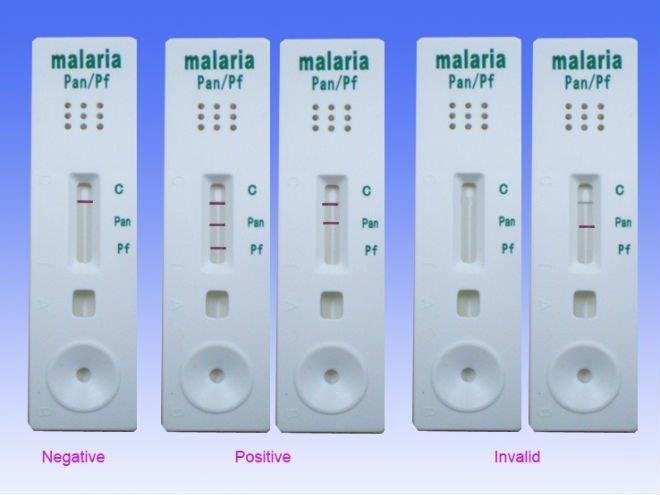 malaria
Pan/Pf
C
Pan
Pf
malaria
Pan/Pf
C
Pan
Pf
malaria
Pan/Pf
C
Pan
Pf
malaria
Pan/Pf
C
Pan
Pf
malaria
Pan/Pf
C
Pan
Pf
Negative
Positive
Invalid